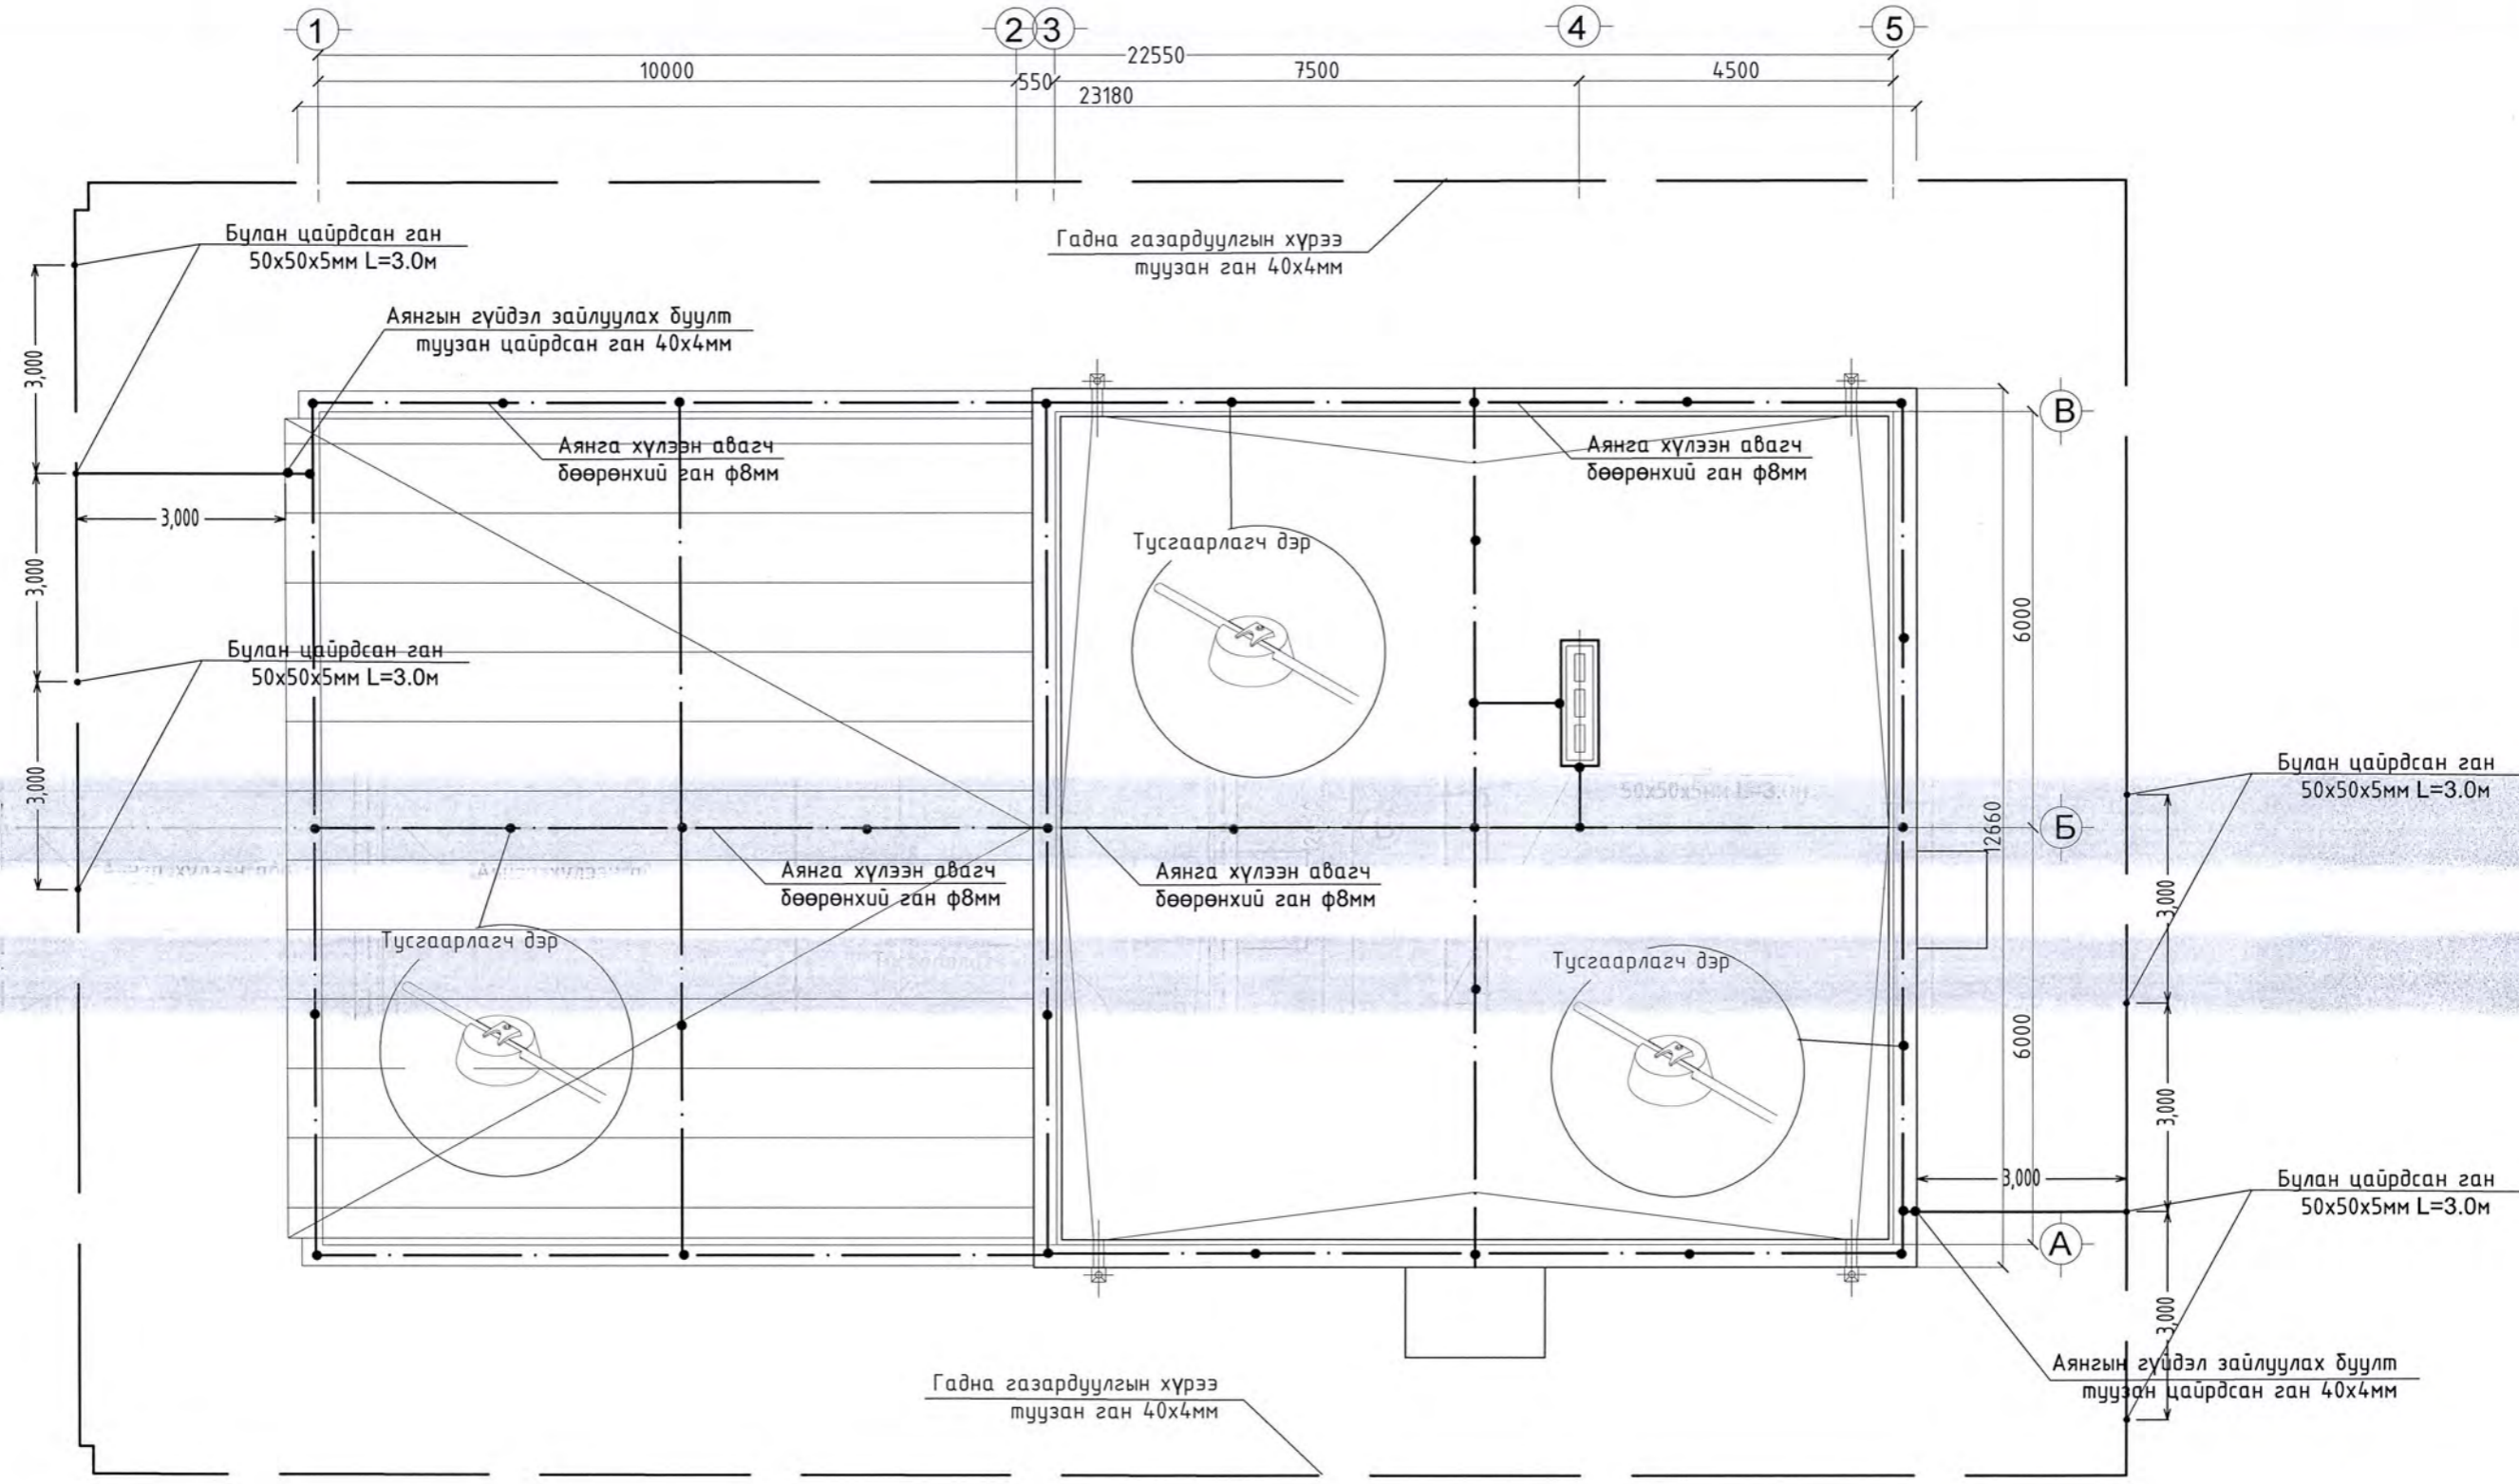 1
2
3
4
5
22550
10000
550
7500
4500
23180
Булан цайрдсан ган
50x50x5мм L=3.0м
Гадна газардуулгын хүрээ
туузан ган 40x4мм
Аянгын гүйдэл зайлуулах буулт
туузан цайрдсан ган 40x4мм
3,000
В
Аянга хүлээн авагч
бөөрөнхий ган ф8мм
Аянга хүлээн авагч
бөөрөнхий ган ф8мм
3,000
Тусгаарлагч дэр
3,000
6000
Булан цайрдсан ган
50x50x5мм L=3.0м
3,000
Булан цайрдсан ган
50x50x5мм L=3.0м
12660
Б
Аянга хүлээн авагч
бөөрөнхий ган ф8мм
Аянга хүлээн авагч
бөөрөнхий ган ф8мм
3,000
Тусгаарлагч дэр
Тусгаарлагч дэр
6000
3,000
3,000
Булан цайрдсан ган
50x50x5мм L=3.0м
А
3,000
Аянгын гүйдэл зайлуулах буулт
туузан цайрдсан ган 40x4мм
Гадна газардуулгын хүрээ
туузан ган 40x4мм